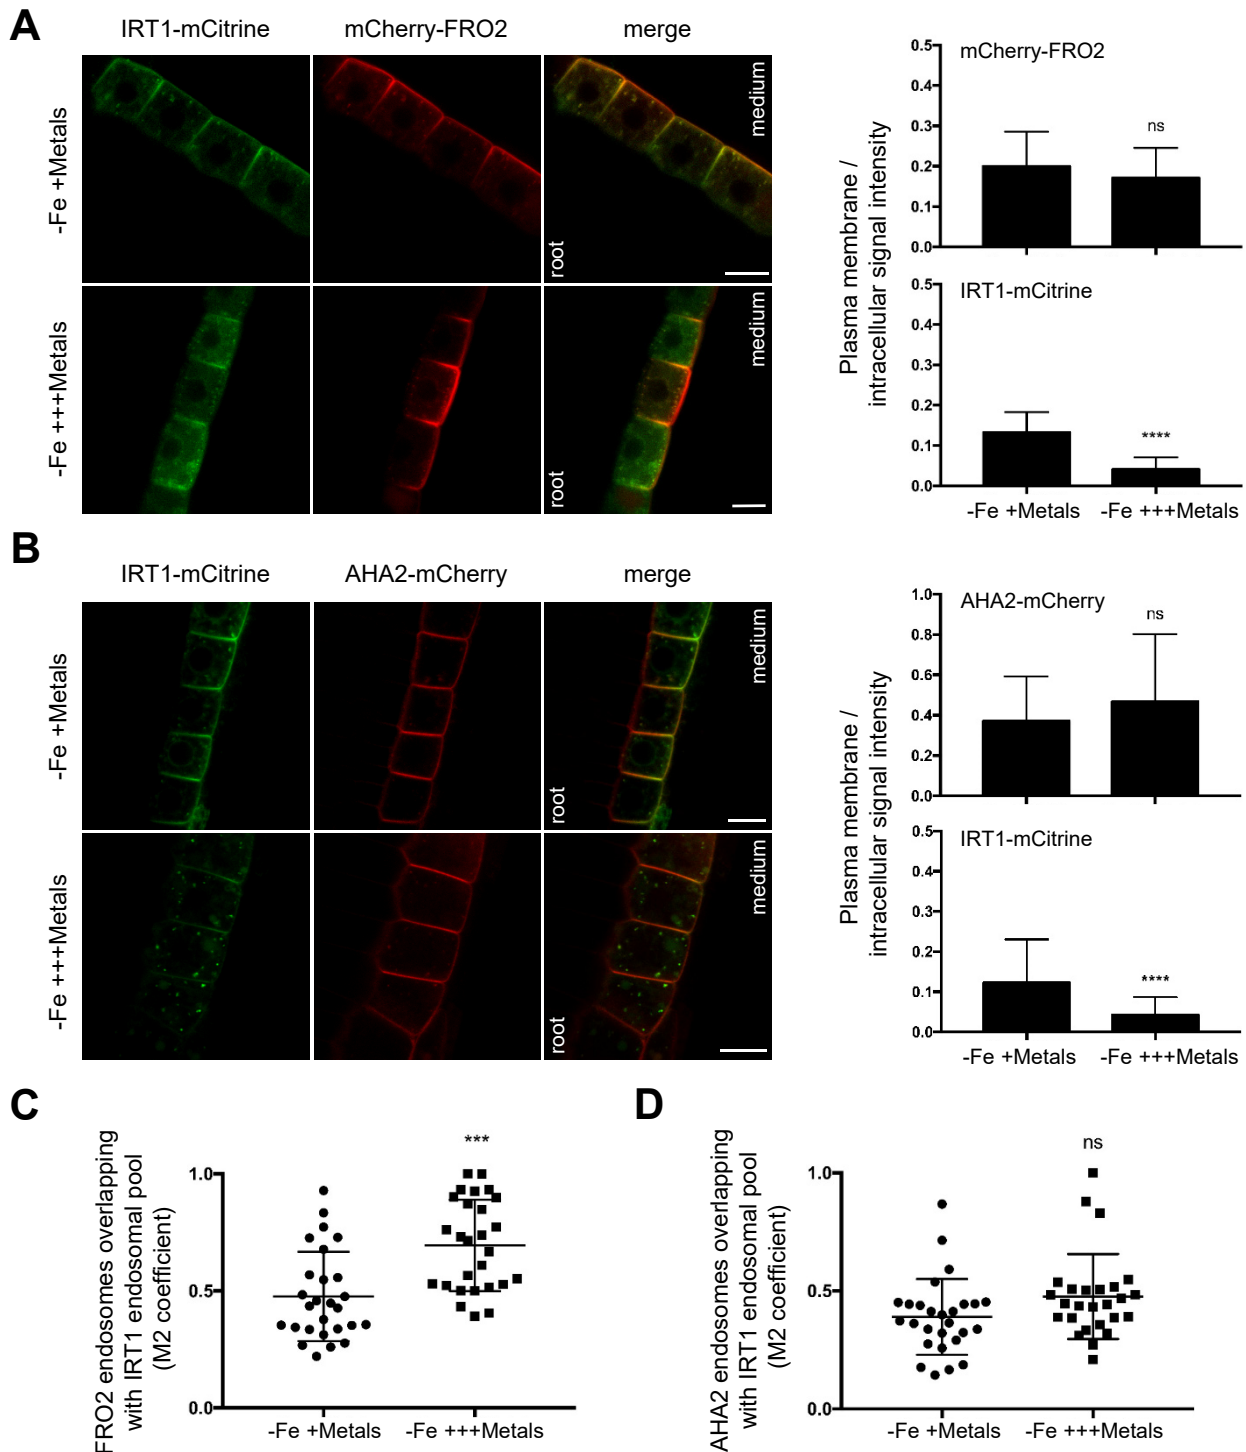 A
IRT1-mCitrine
mCherry-FRO2
merge
-Fe +Metals
medium
root
-Fe +++Metals
medium
root
Plasma membrane /
intracellular signal intensity
0.5
0.4
0.3
0.2
0.1
0.0
mCherry-FRO2
ns
0.5
0.4
0.3
0.2
0.1
0.0
IRT1-mCitrine
****
-Fe +Metals
-Fe +++Metals
B
IRT1-mCitrine
AHA2-mCherry
merge
-Fe +Metals
medium
root
-Fe +++Metals
medium
root
Plasma membrane /
intracellular signal intensity
1.0
0.8
0.6
0.4
0.2
0.0
AHA2-mCherry
ns
0.5
0.4
0.3
0.2
0.1
0.0
IRT1-mCitrine
****
-Fe +Metals
-Fe +++Metals
C
FRO2 endosomes overlapping
with IRT1 endosomal pool
(M2 coefficient)
1.0
0.5
0.0
***
-Fe +Metals
-Fe +++Metals
D
AHA2 endosomes overlapping
with IRT1 endosomal pool
(M2 coefficient)
1.0
0.5
0.0
ns
-Fe +Metals
-Fe +++Metals